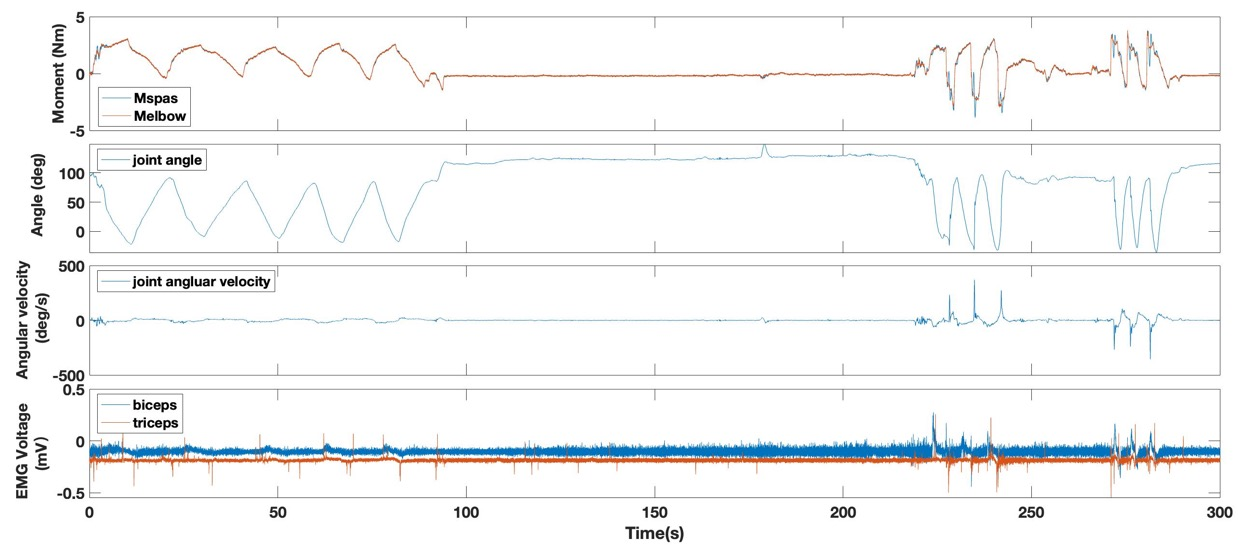 Moment (Nm)
5
0
-5
Mspas
Melbow
Angle (deg)
100
50
0
joint angle
Angular velocity
(deg/s)
500
0
-500
joint angluar velocity
EMG Voltage
(mV)
0.5
0
-0.5
biceps
triceps
0 50 100 150 200 250 300
Time(s)